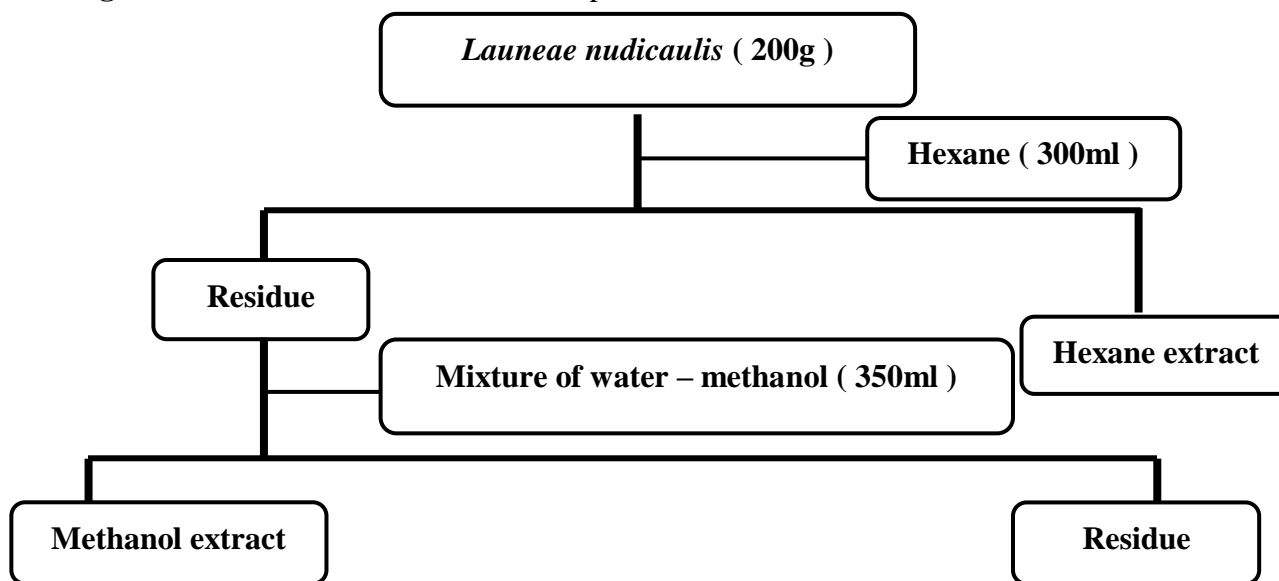 Launeae nudicaulis ( 200g )
Hexane ( 300ml )
Residue
Hexane extract
Mixture of water – methanol ( 350ml )
Methanol extract
Residue